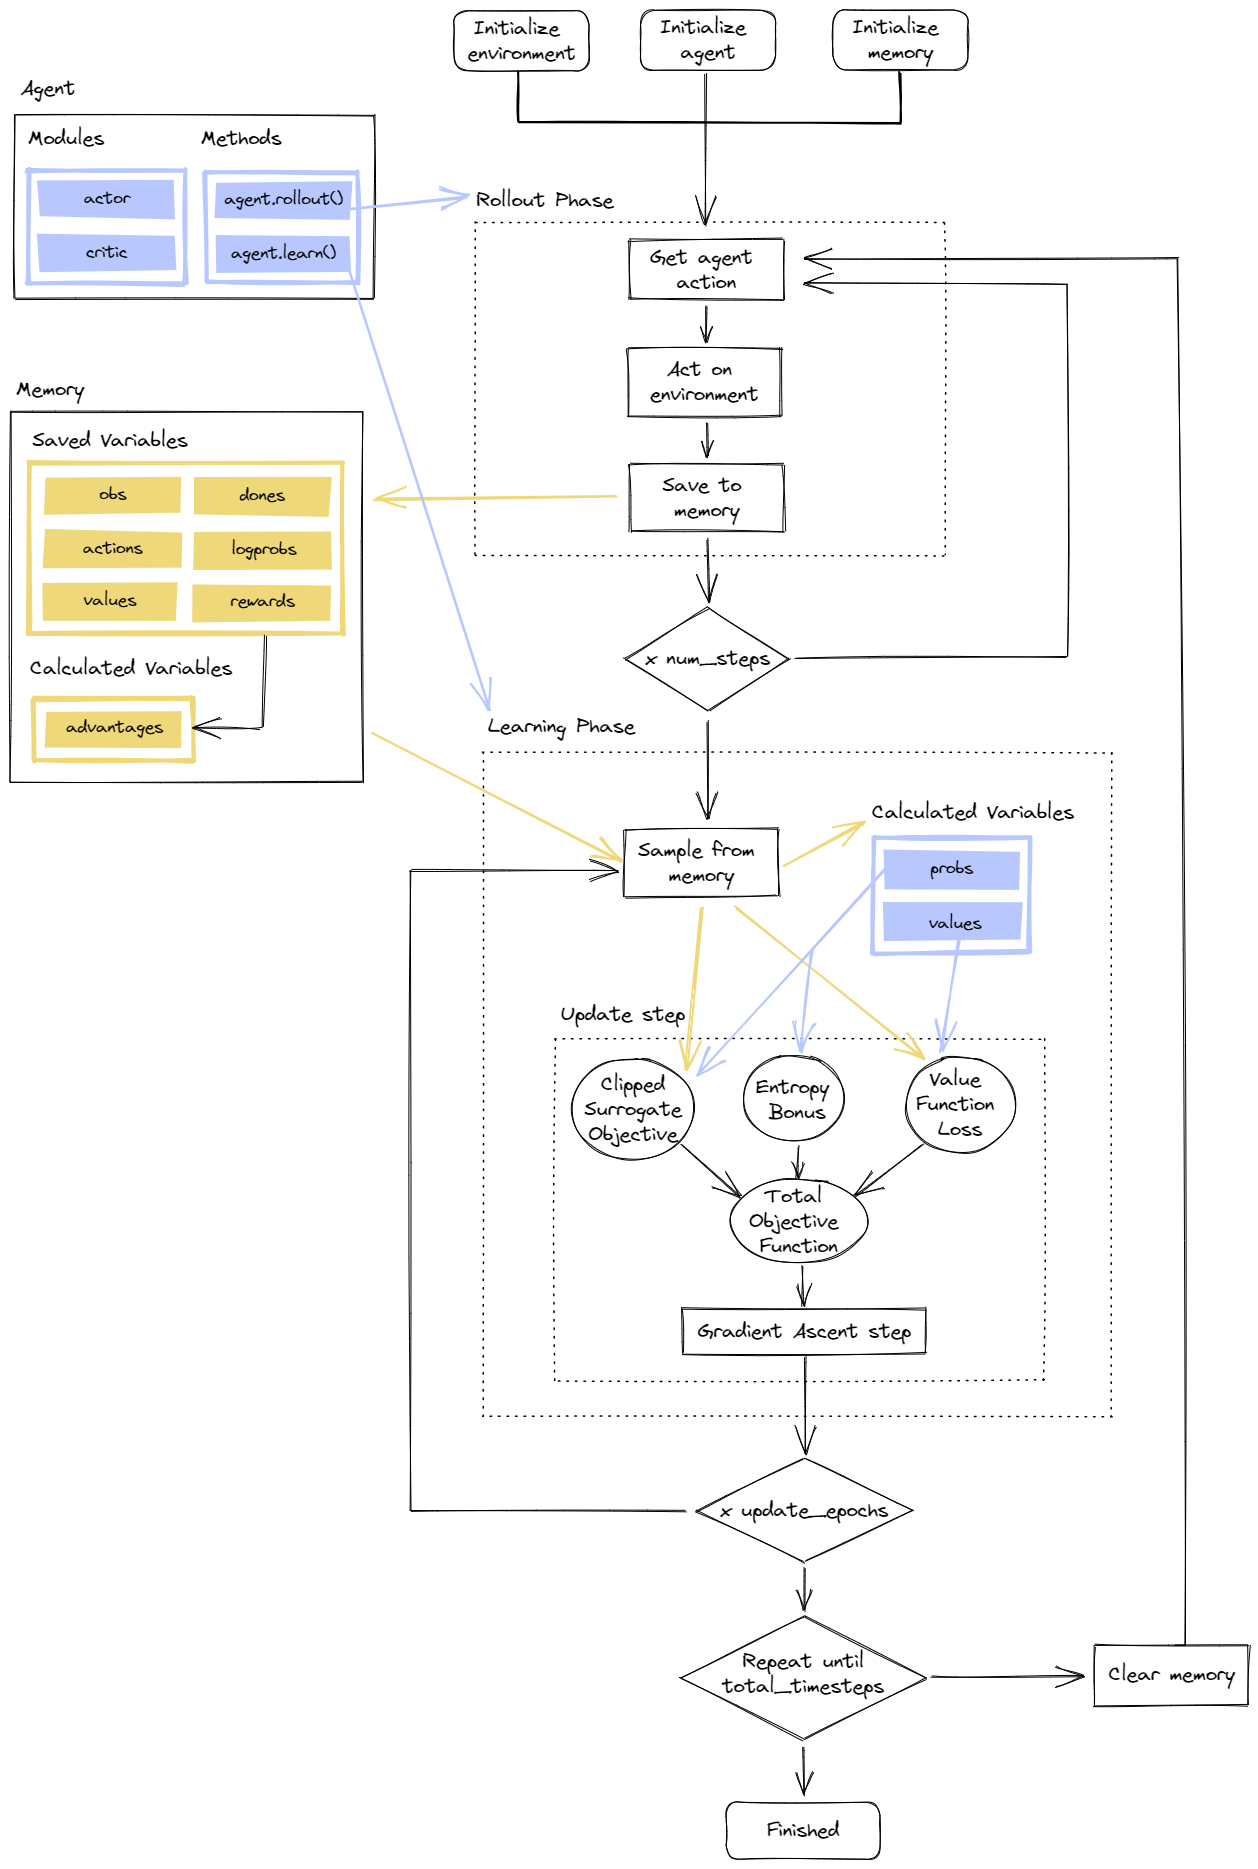 Initialize
environment
Initialize
agent
Initialize
memory
Agent
Modules
Methods
actor
critic
agent.rollout()
agent.learn()
Rollout Phase
Get agent
action
Act on
environment
Save to
memory
x num_steps
Memory
Saved Variables
obs
dones
actions
logprobs
values
rewards
Calculated Variables
advantages
Learning Phase
Sample from
memory
Calculated Variables
probs
values
Update step
Clipped
Surrogate
Objective
Entropy
Bonus
Value
Function
Loss
Total
Objective
Function
Gradient Ascent step
x update_epochs
Repeat until
total_timesteps
Clear memory
Finished